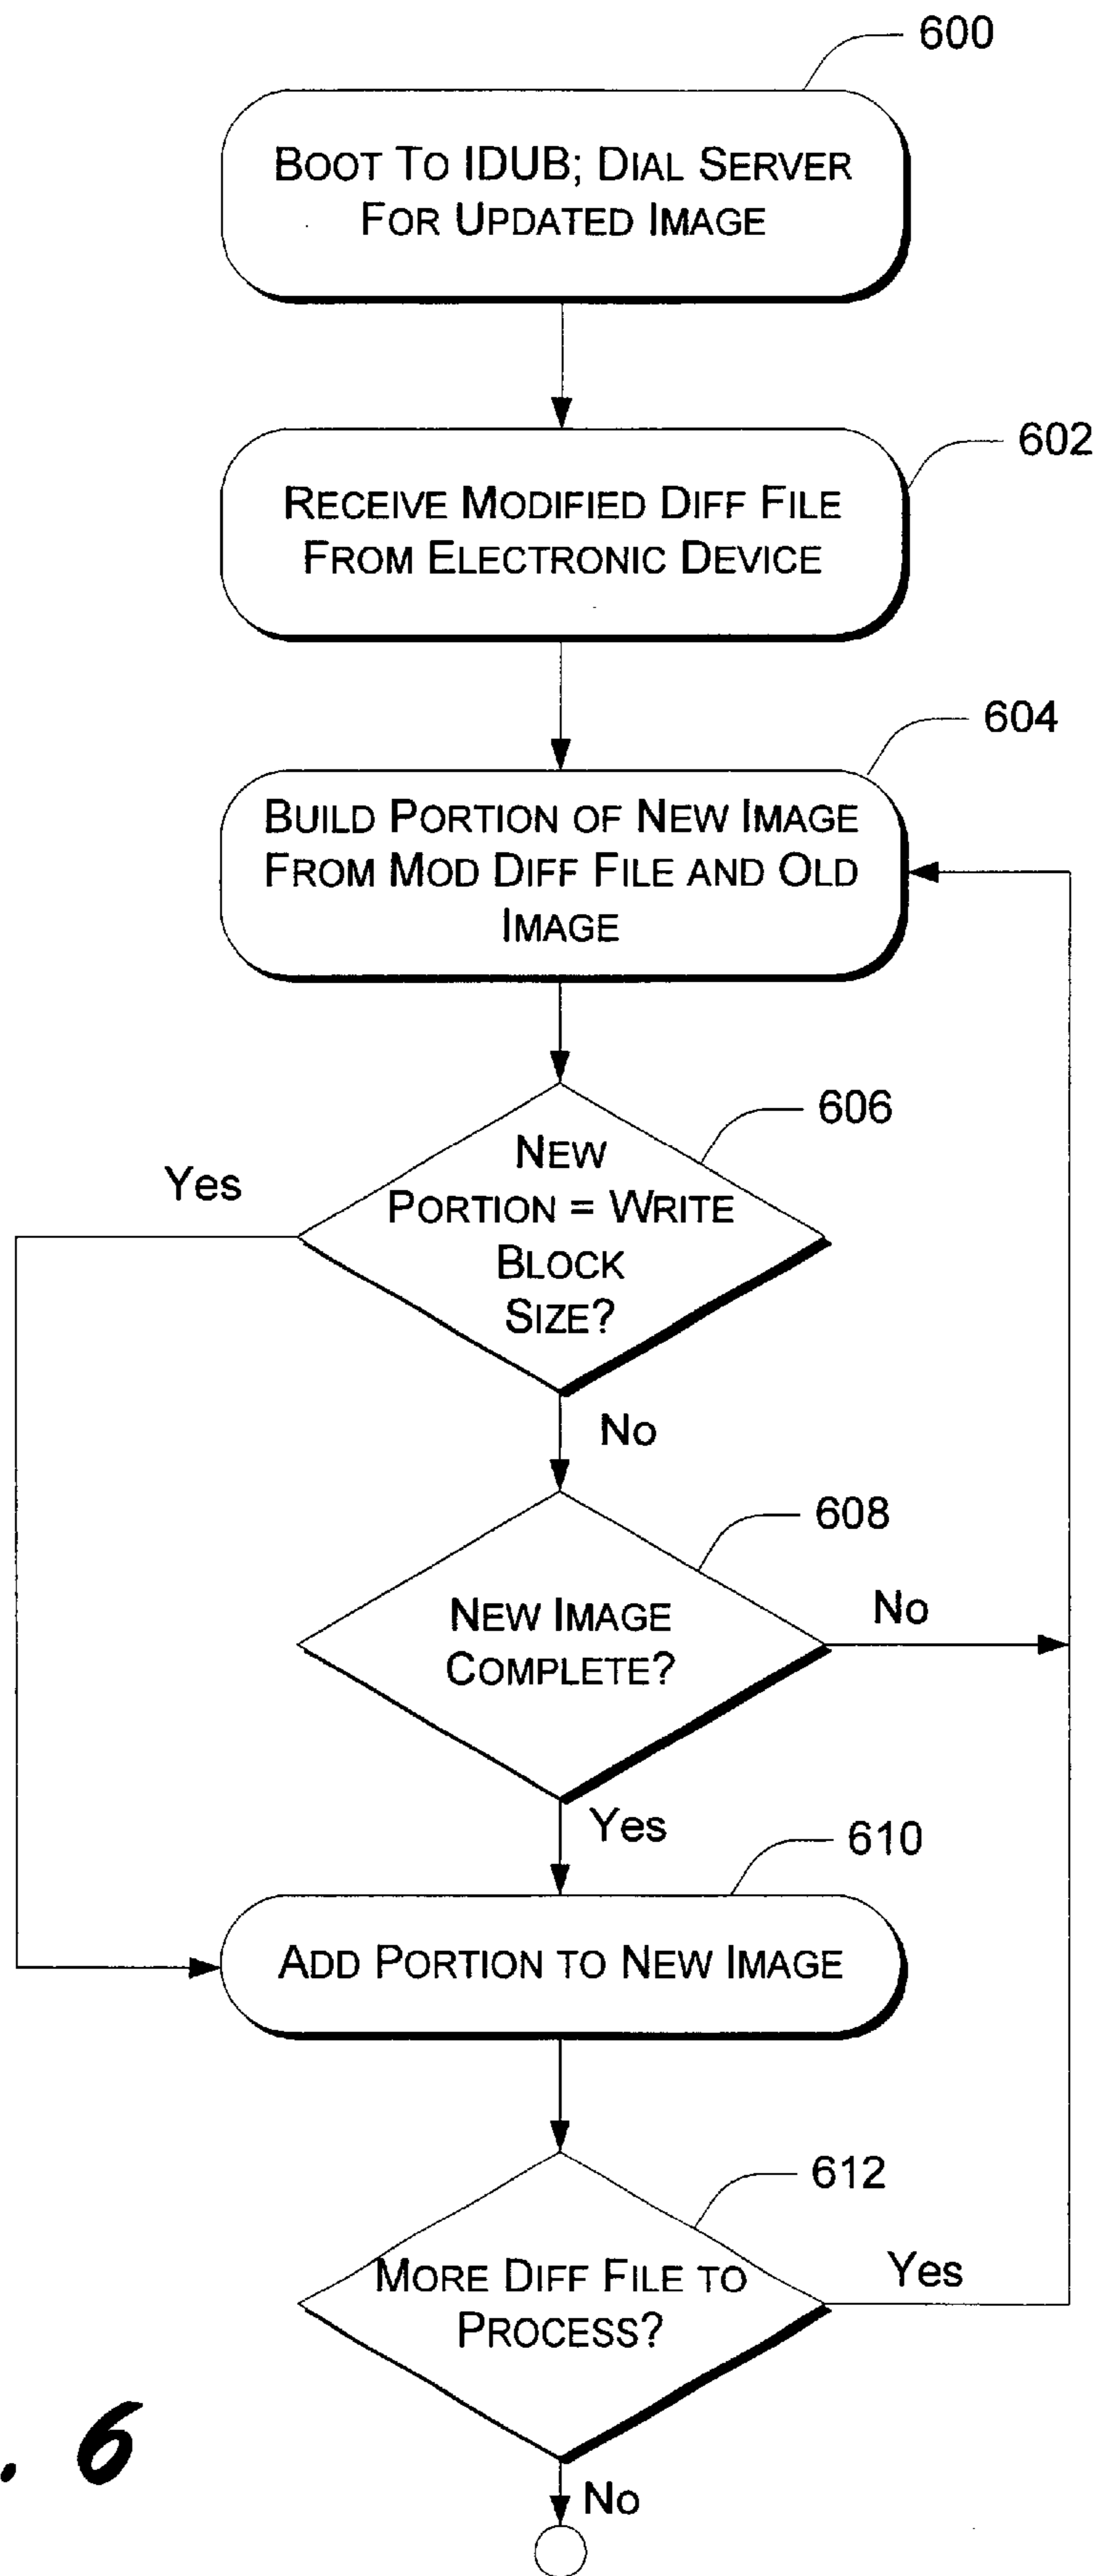 600
BOOT TO IDUB; DIAL SERVER
FOR UPDATED IMAGE
602
RECEIVE MODIFIED DIFF FILE
FROM ELECTRONIC DEVICE
604
BUILD PORTION OF NEW IMAGE
FROM MOD DIFF FILE AND OLD
IMAGE
606
NEW
PORTION = WRITE
BLOCK
SIZE?
Yes
No
608
NEW IMAGE
COMPLETE?
No
Yes
610
ADD PORTION TO NEW IMAGE
612
MORE DIFF FILE TO
PROCESS?
Yes
No
. 6